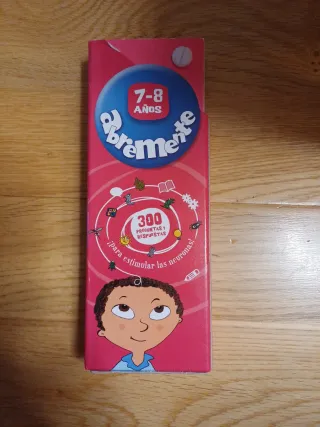 7-8
AÑOS
abremente
300
PREGUNTAS Y
RESPUESTAS
¡para estimular las neuronas!